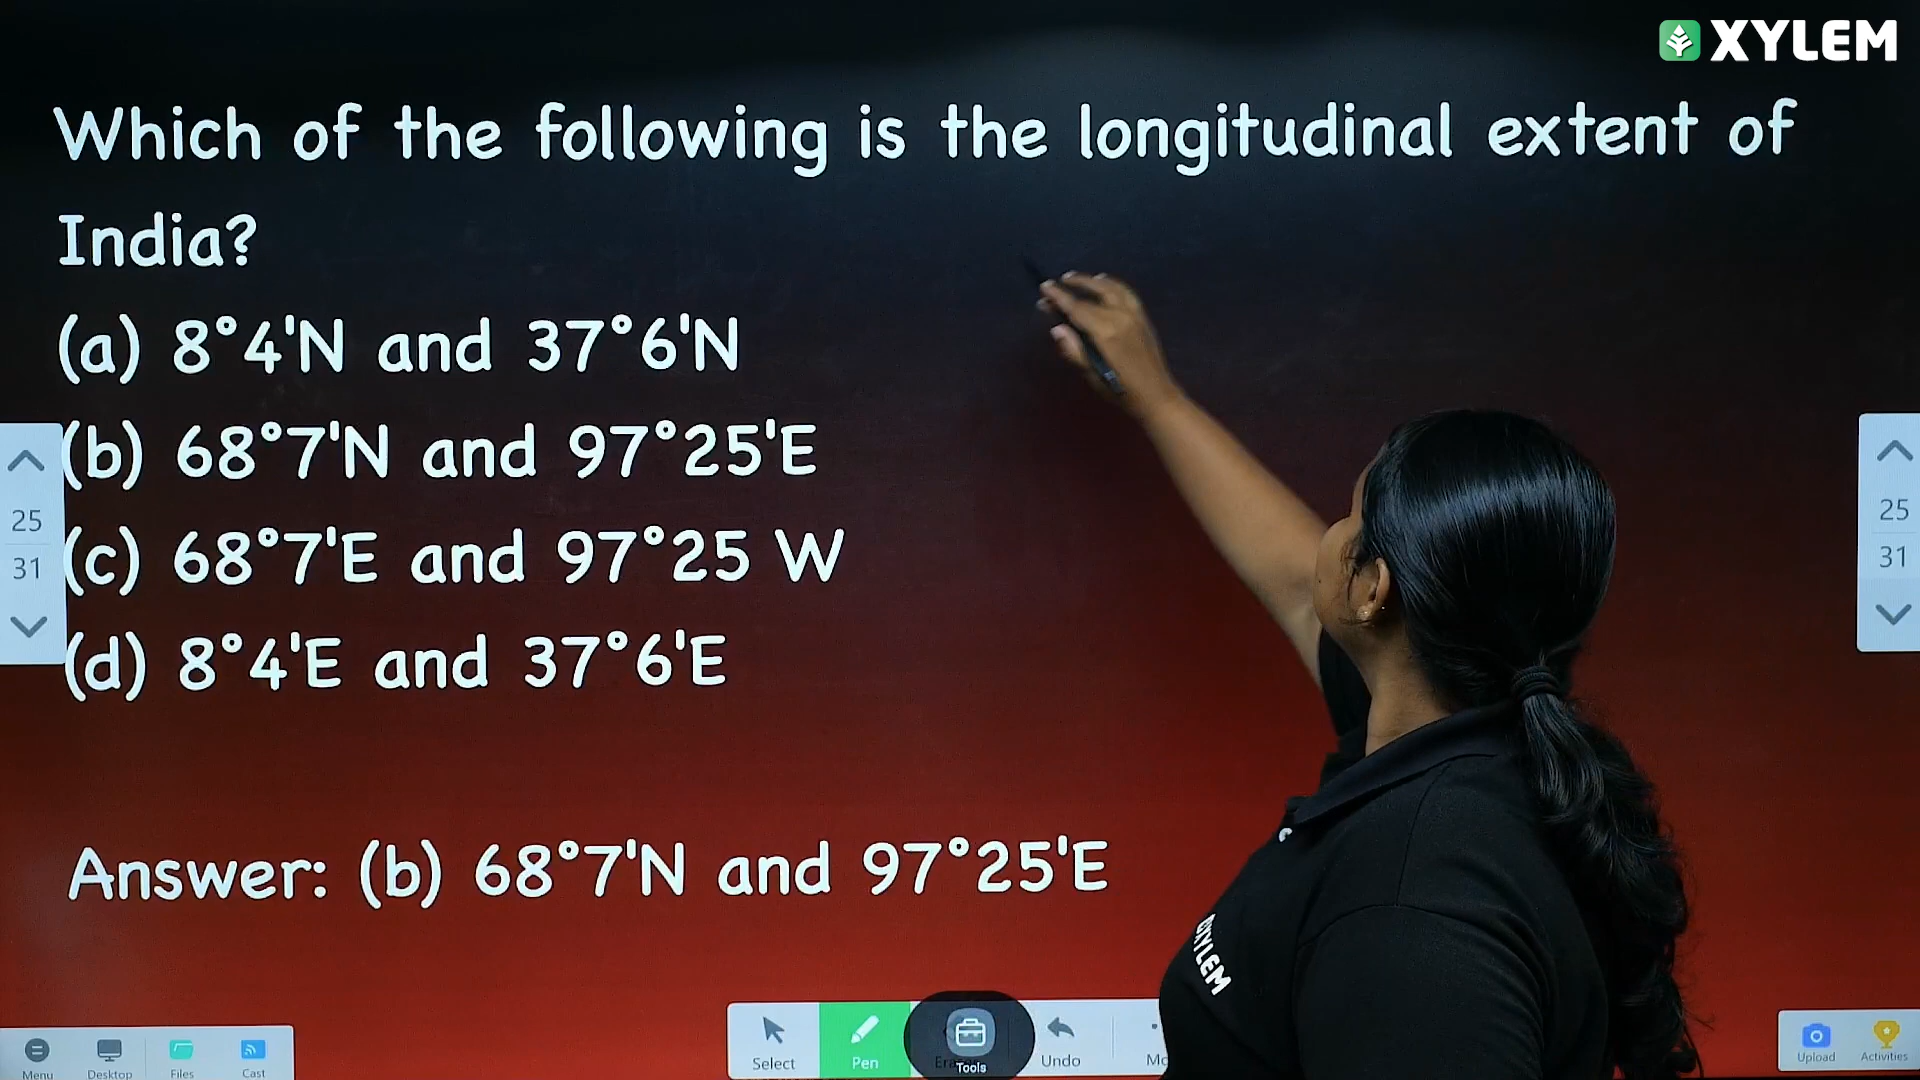 XYLEM
Which of the following is the longitudinal extent of
India?
(a) 8°4'N and 37°6'N
(b) 68°7'N and 97°25'E
(c) 68°7'E and 97°25 W
(d) 8°4'E and 37°6'E
Answer: (b) 68°7'N and 97°25'E
25
31
25
31
XYLEM
Menu Desktop Files Cast
Select Pen Tools Undo
Upload Activities